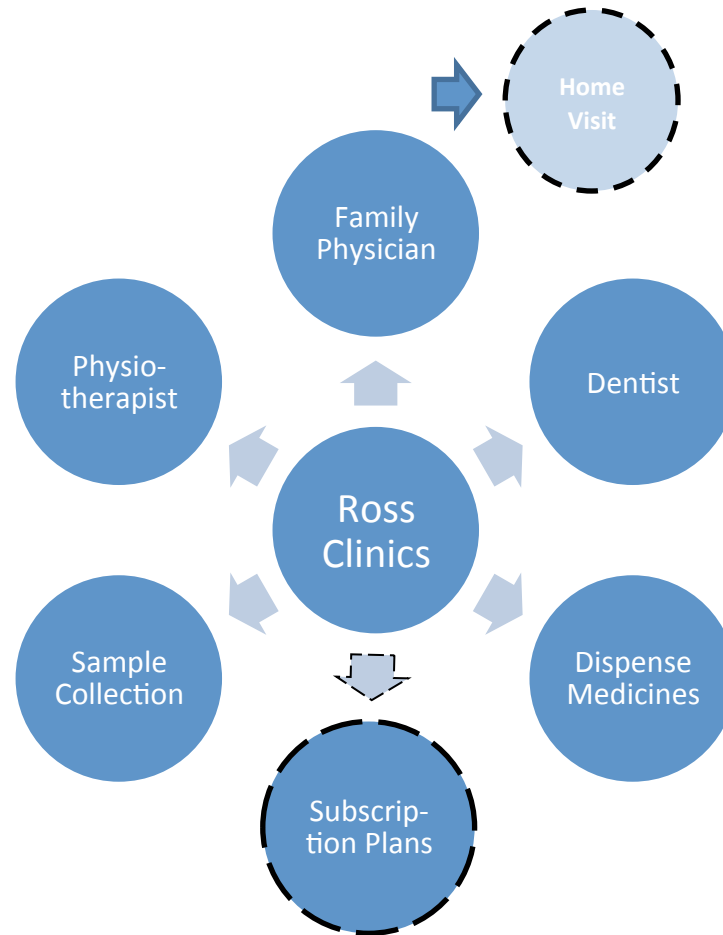 Home
Visit
Family
Physician
Physio-
therapist
Dentist
Ross
Clinics
Sample
Collection
Dispense
Medicines
Subscrip-
tion Plans